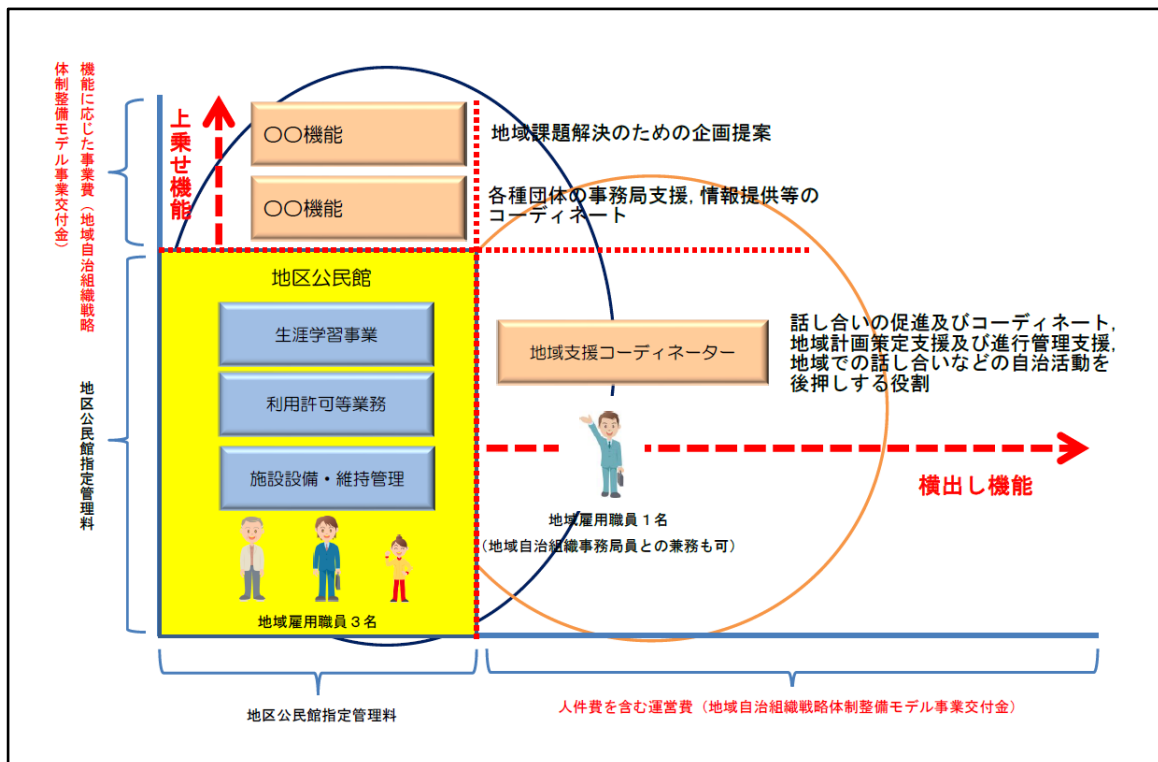 機能に応じた事業費（地域自治組織戦略
体制整備モデル事業交付金）
上乗せ機能
〇〇機能
地域課題解決のための企画提案
〇〇機能
各種団体の事務局支援，情報提供等の
コーディネート
地区公民館
生涯学習事業
利用許可等業務
施設設備・維持管理
地域雇用職員３名
地区公民館指定管理料
地域支援コーディネーター
話し合いの促進及びコーディネート，
地域計画策定支援及び進行管理支援，
地域での話し合いなどの自治活動を
後押しする役割
横出し機能
地域雇用職員１名
（地域自治組織事務局員との兼務も可）
地区公民館指定管理料
人件費を含む運営費（地域自治組織戦略体制整備モデル事業交付金）